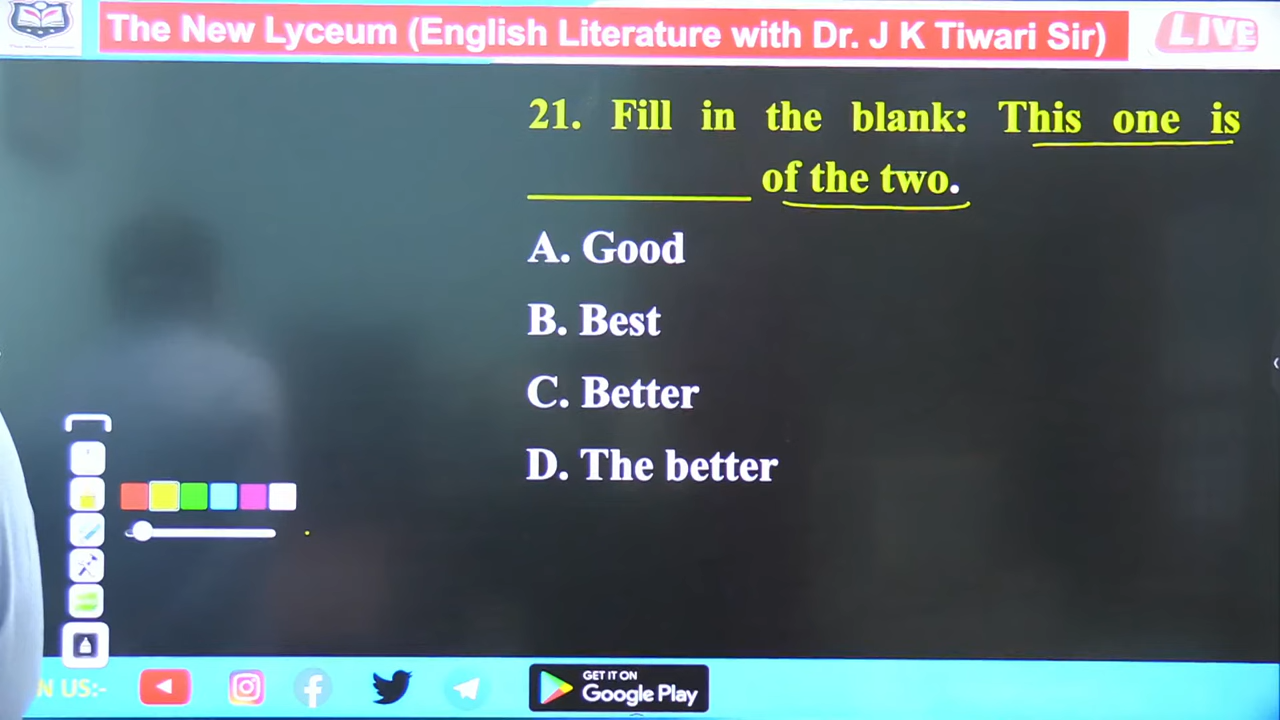 The New Lyceum (English Literature with Dr. J K Tiwari Sir)
LIVE
21. Fill in the blank: This one is
__________ of the two.
A. Good
B. Best
C. Better
D. The better
N US:-
GET IT ON
Google Play